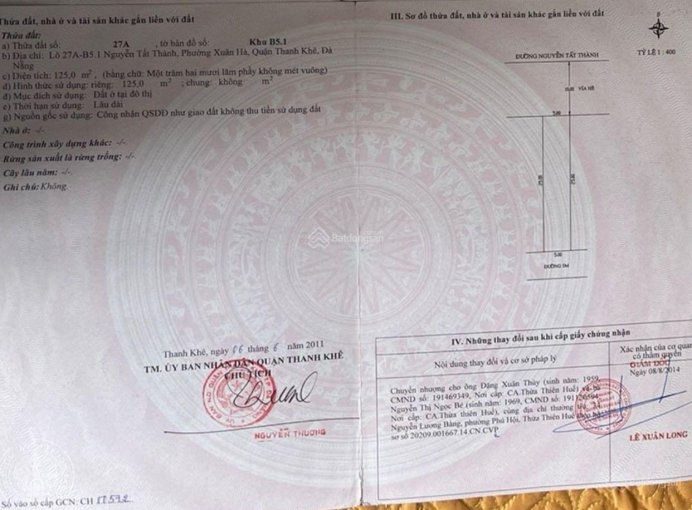 Thửa đất, nhà ở và tài sản khác gắn liền với đất
Thửa đất:
a) Thửa đất số: 27A , tờ bản đồ số: Khu B5.1
b) Địa chỉ: Lô 27A-B5.1 Nguyễn Tất Thành, Phường Xuân Hà, Quận Thanh Khê, Đà
Nẵng
c) Diện tích: 125,0 m², (bằng chữ: Một trăm hai mươi lăm phẩy không mét vuông)
d) Hình thức sử dụng: riêng: 125,0 m² ; chung: không m²
đ) Mục đích sử dụng: Đất ở tại đô thị
e) Thời hạn sử dụng: Lâu dài
g) Nguồn gốc sử dụng: Công nhận QSDĐ như giao đất không thu tiền sử dụng đất
Nhà ở: -/-
Công trình xây dựng khác: -/-
Rừng sản xuất là rừng trồng: -/-
Cây lâu năm: -/-
Ghi chú: Không.
Thanh Khê, ngày 06 tháng 6 năm 2011
TM. ỦY BAN NHÂN DÂN QUẬN THANH KHÊ
CHỦ TỊCH
NGUYỄN THƯƠNG
Số vào sổ cấp GCN: CH
III. Sơ đồ thửa đất, nhà ở và tài sản khác gắn liền với đất
TỶ LỆ 1 : 400
ĐƯỜNG NGUYỄN TẤT THÀNH
VỈA HÈ
5.00
25.00
25.00
5.00
ĐƯỜNG 5M
Batdongsan
IV. Những thay đổi sau khi cấp giấy chứng nhận
Nội dung thay đổi và cơ sở pháp lý
Xác nhận của cơ quan
có thẩm quyền
Chuyển nhượng cho ông Đặng Xuân Thủy (sinh năm: 1959,
CMND số: 191469349, Nơi cấp: CA.Thừa Thiên Huế) và bà
Nguyễn Thị Ngọc Bé (sinh năm: 1969, CMND số:
Nơi cấp: CA.Thừa thiên Huế), cùng địa chỉ thường trú:
Nguyễn Lương Bằng, phường Phú Hội, Thừa Thiên Huế theo hồ
sơ số 20209.001667.14.CN.CVP
GIÁM ĐỐC
Ngày 08/8/2014
LÊ XUÂN LONG